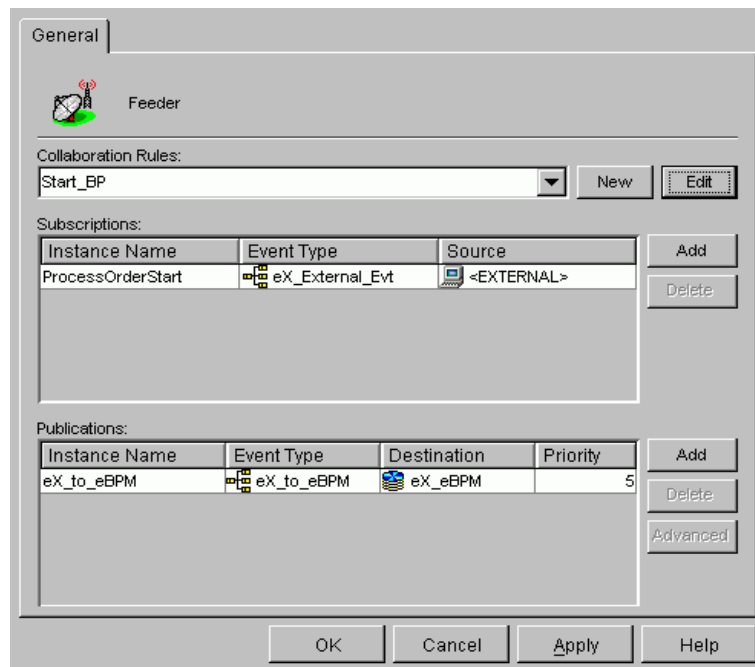 General
Feeder
Collaboration Rules:
Start_BP New Edit
Subscriptions:
Instance Name Event Type Source Add
ProcessOrderStart eX_External_Evt <EXTERNAL>
Delete
Publications:
Instance Name Event Type Destination Priority Add
eX_to_eBPM eX_to_eBPM eX_eBPM 5
Delete
Advanced
OK Cancel Apply Help